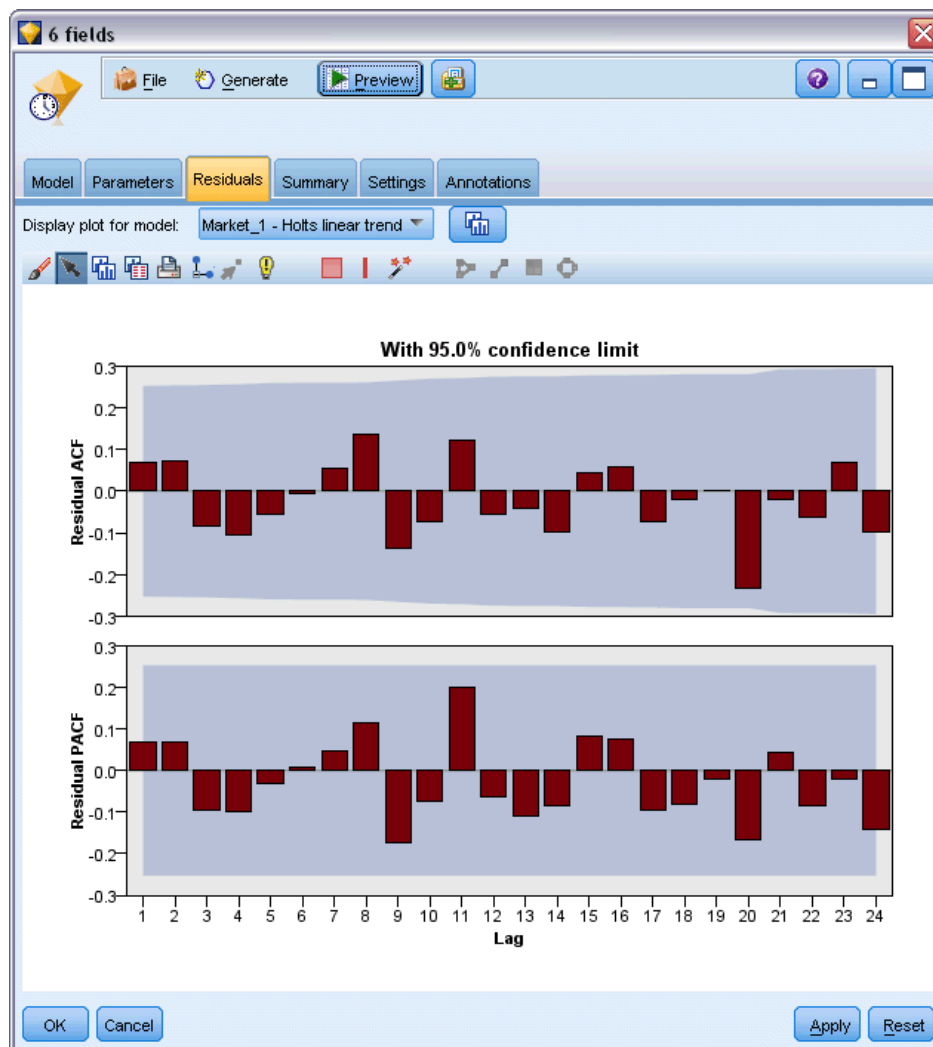 6 fields
File Generate Preview
Model Parameters Residuals Summary Settings Annotations
Display plot for model: Market_1 - Holts linear trend
With 95.0% confidence limit
Residual ACF
0.3
0.2
0.1
0.0
-0.1
-0.2
-0.3
Residual PACF
0.3
0.2
0.1
0.0
-0.1
-0.2
-0.3
1 2 3 4 5 6 7 8 9 10 11 12 13 14 15 16 17 18 19 20 21 22 23 24
Lag
OK Cancel Apply Reset